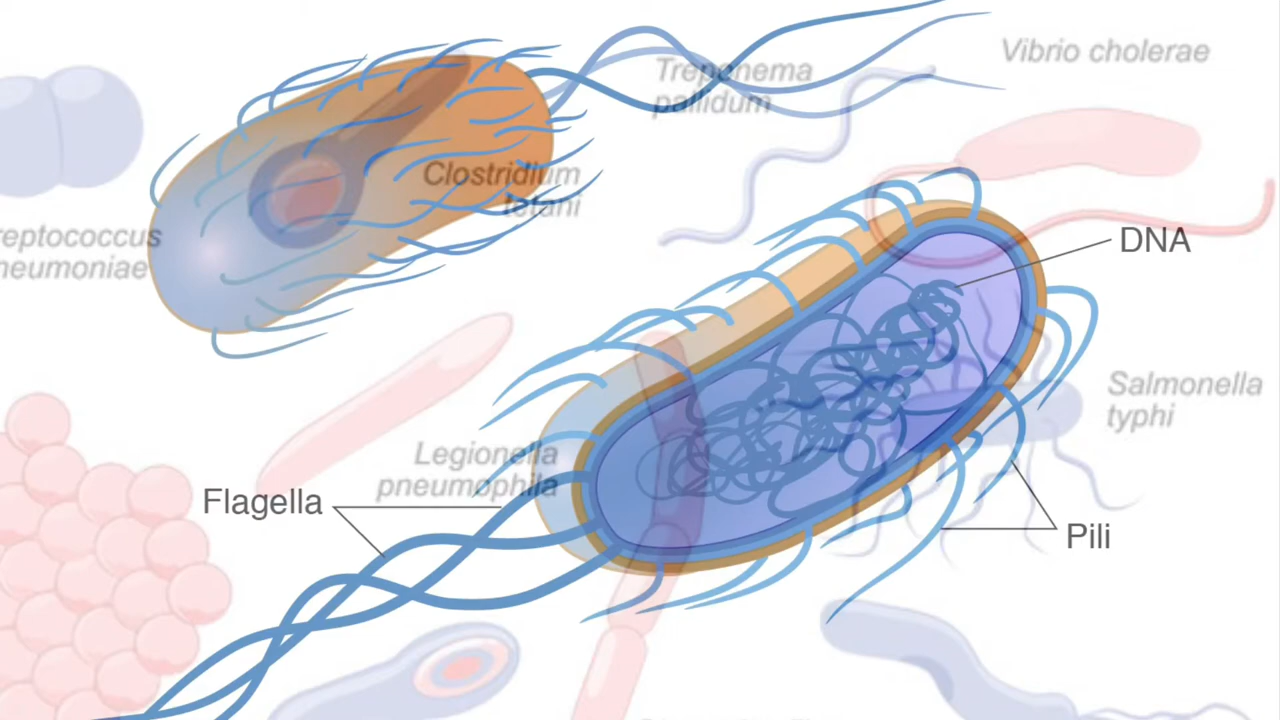 Vibrio cholerae
Treponema
pallidum
Clostridium
tetani
reptococcus
neumoniae
DNA
Salmonella
typhi
Legionella
pneumophila
Flagella
Pili